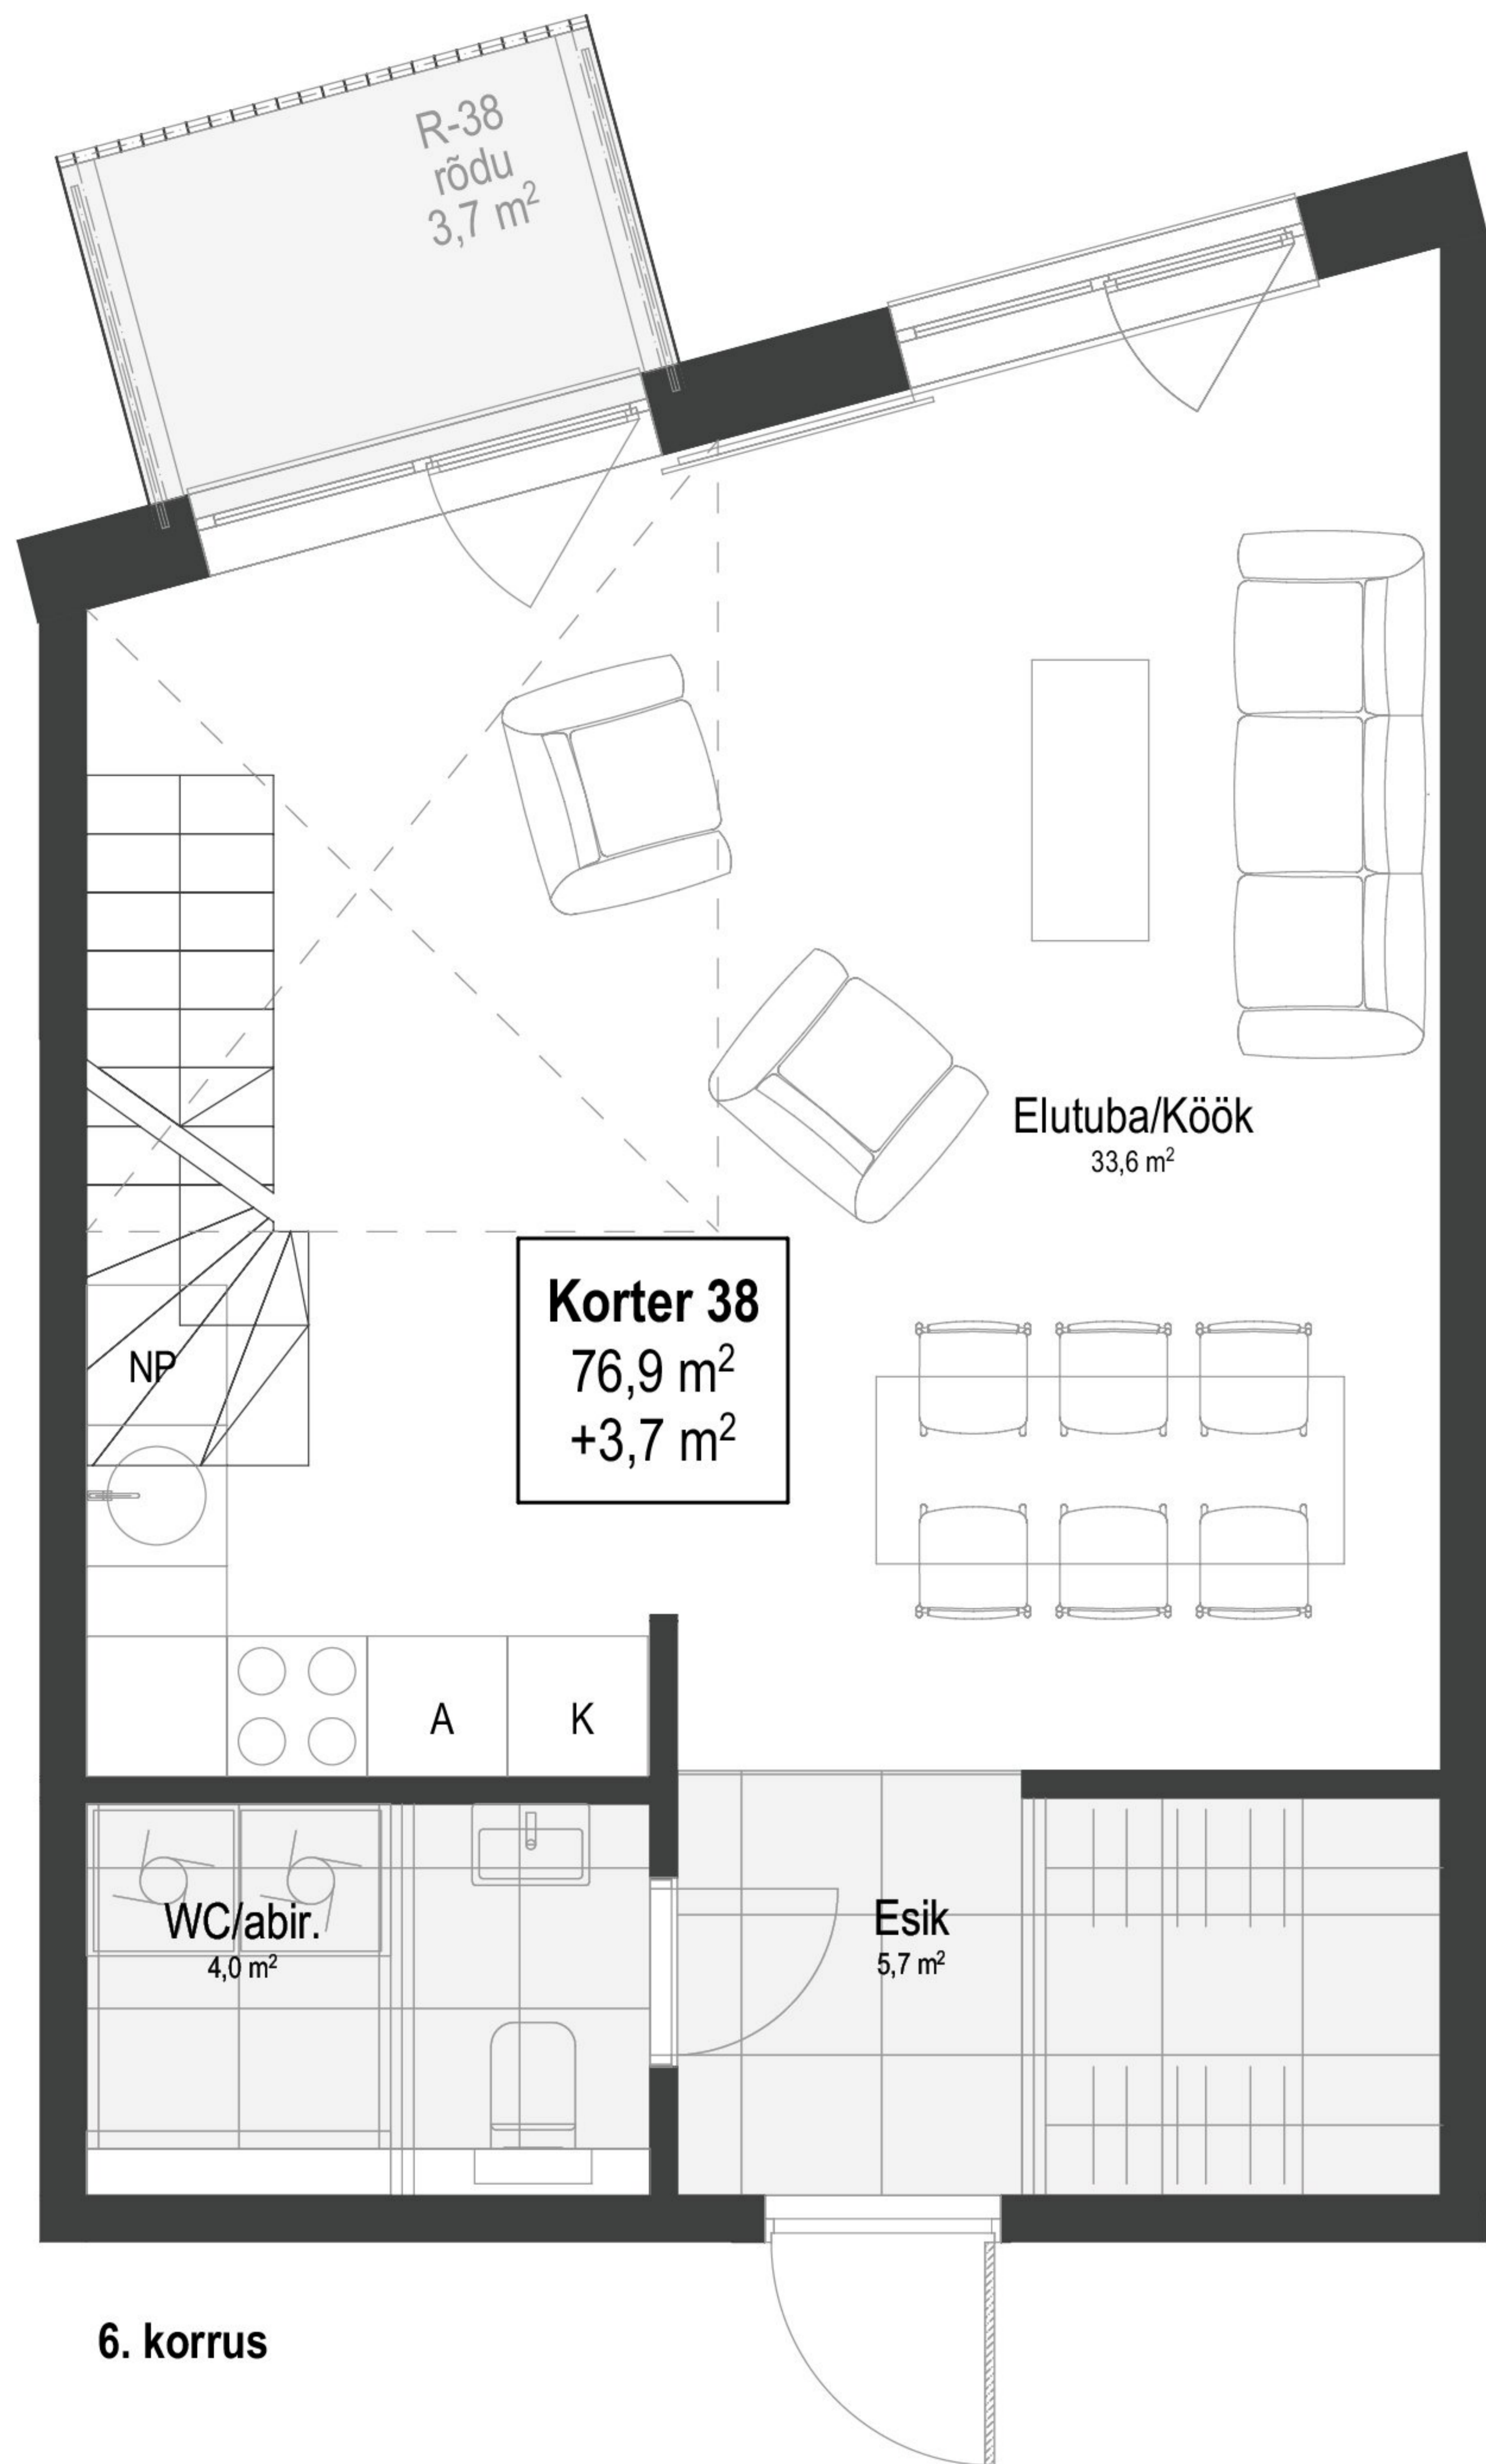 R-38
rõdu
3,7 m²
Elutuba/Köök
33,6 m²
Korter 38
76,9 m²
+3,7 m²
NP
A
K
WC/abir.
4,0 m²
Esik
5,7 m²
6. korrus